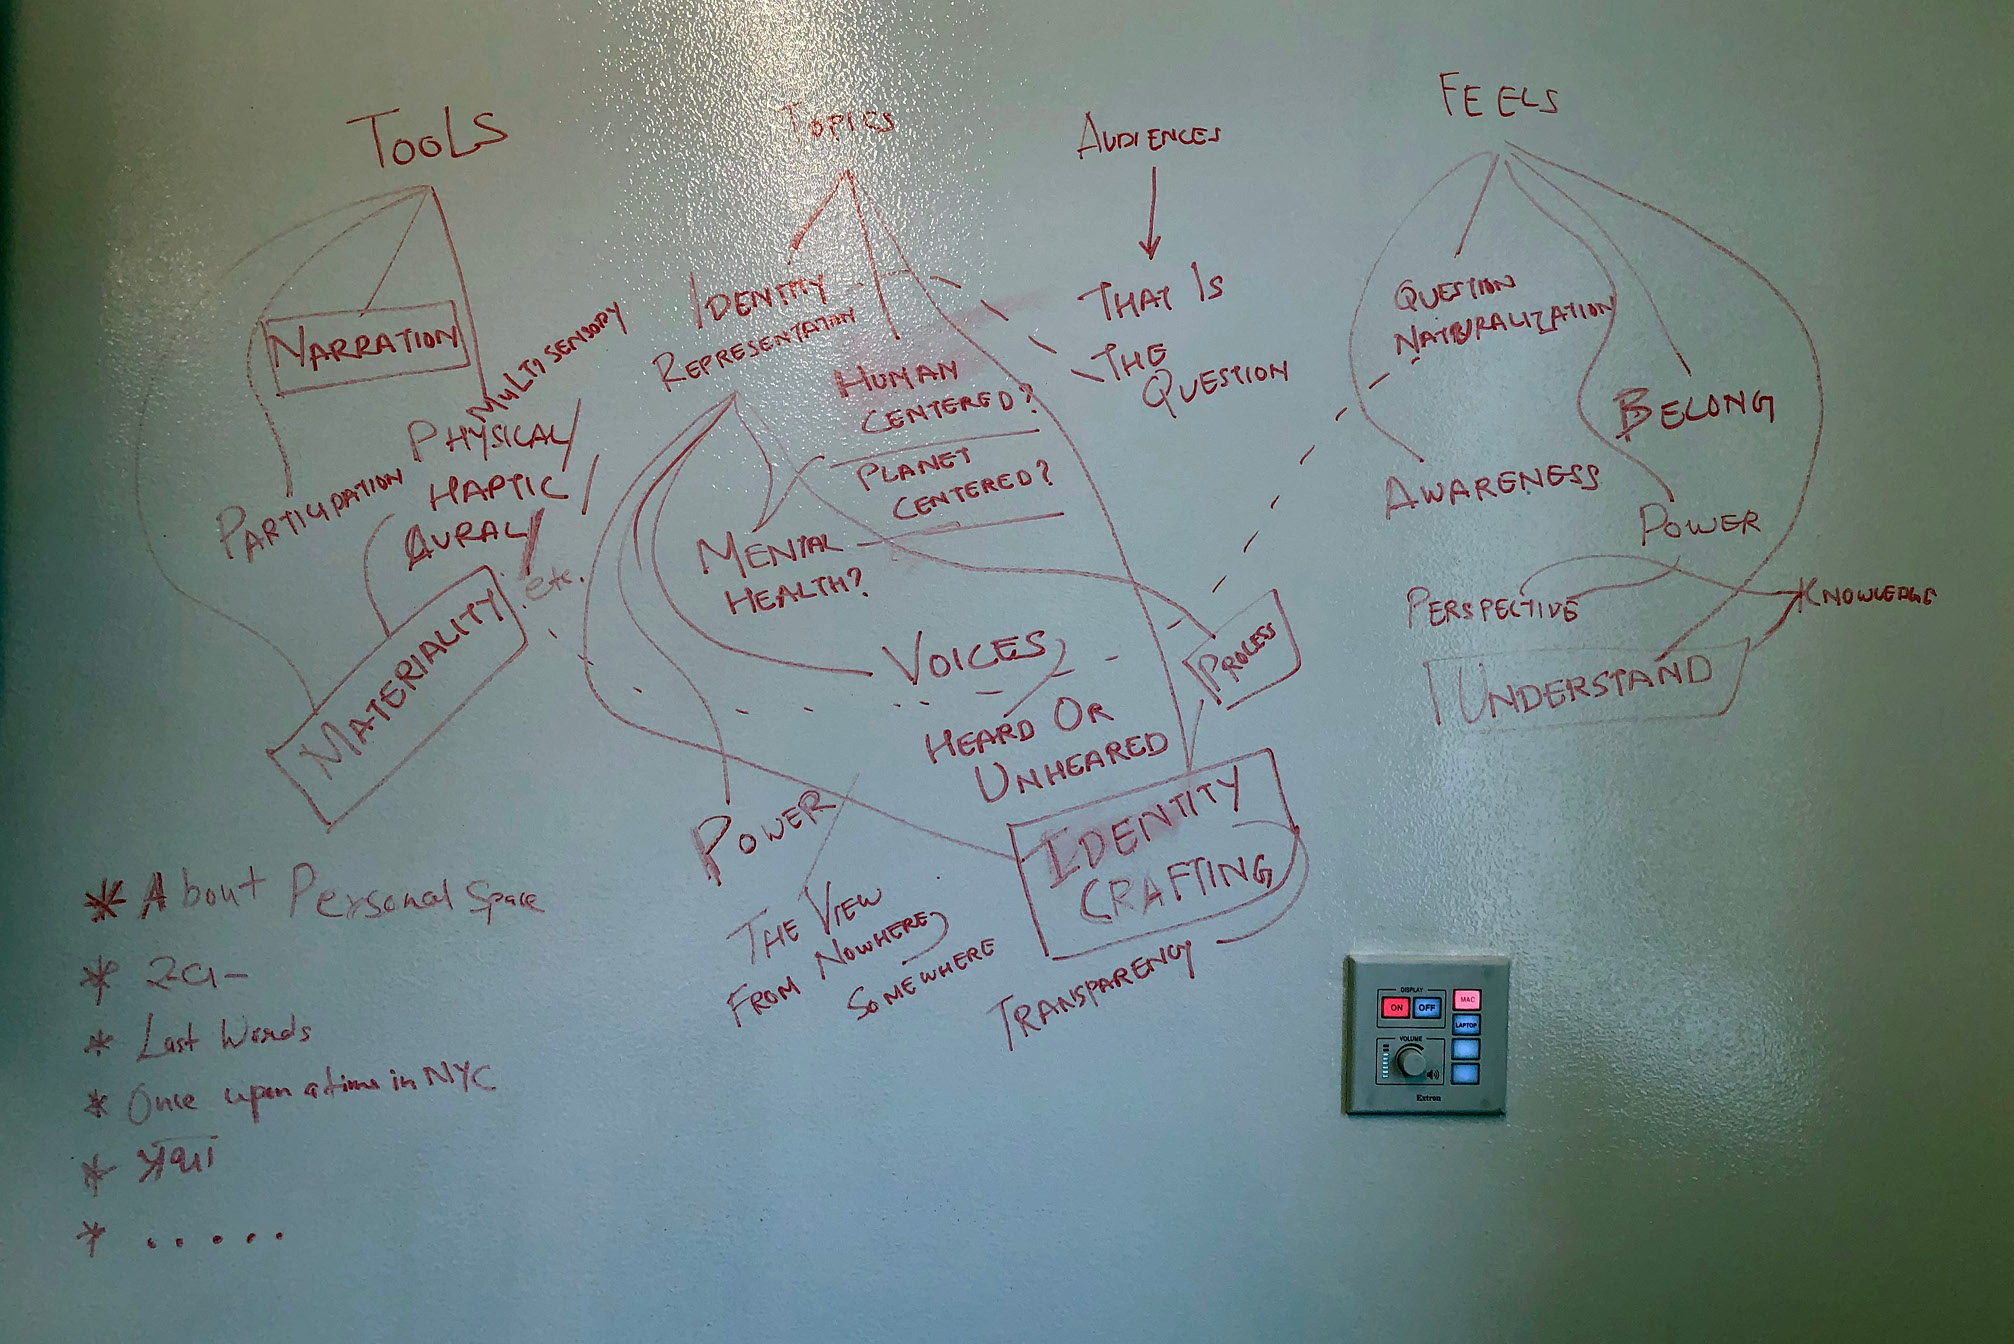 TOOLS
NARRATION
PARTICIPATION
MULTISENSORY
PHYSICAL/
HAPTIC/
AURAL/
etc.
MATERIALITY
TOPICS
IDENTITY
REPRESENTATION
HUMAN
CENTERED?
PLANET
CENTERED?
MENTAL
HEALTH?
VOICES
HEARD OR
UNHEARED
PROCESS
POWER
THE VIEW
FROM NOWHERE
SOMEWHERE
IDENTITY
CRAFTING
TRANSPARENCY
AUDIENCES
THAT IS
THE
QUESTION
FEELS
QUESTION
NATURALIZATION
BELONG
AWARENESS
POWER
PERSPECTIVE
KNOWLEDGE
UNDERSTAND
* About Personal Space
*
* Last Words
* Once upon a time in NYC
*
* .....
DISPLAY
ON OFF
MAC
LAPTOP
VOLUME
Extron